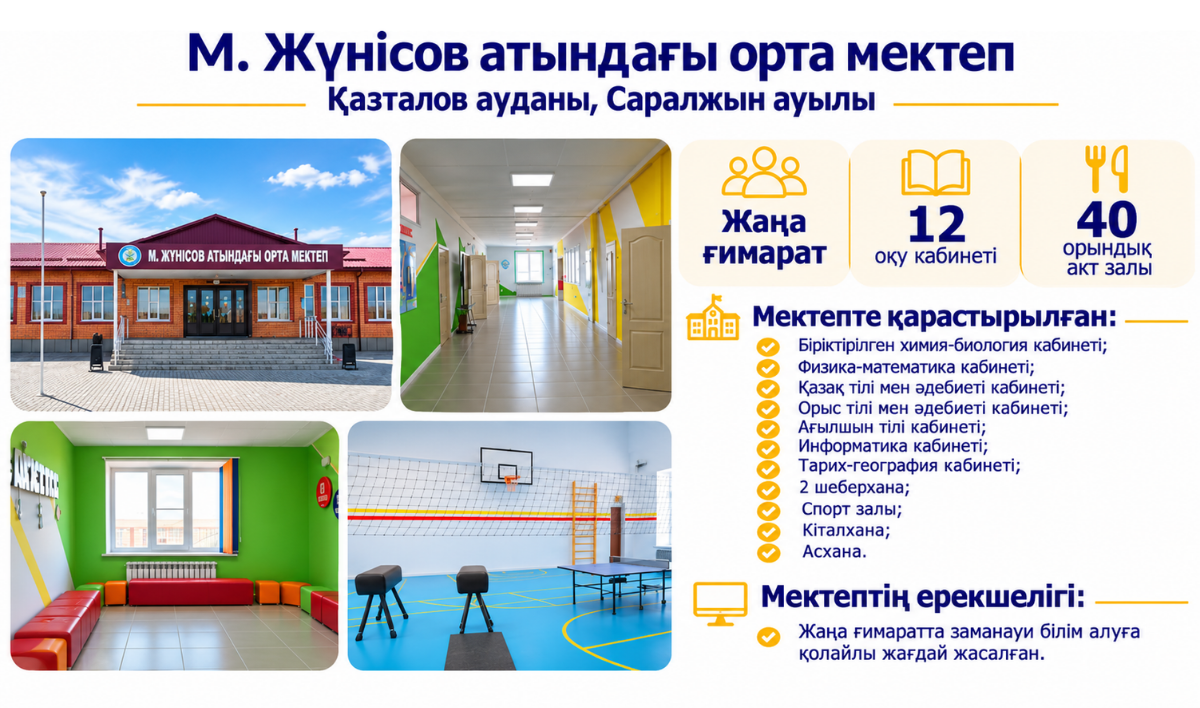 М. Жүнісов атындағы орта мектеп
Қазталов ауданы, Саралжын ауылы
М. ЖҮНІСОВ АТЫНДАҒЫ ОРТА МЕКТЕП
Жаңа
ғимарат
12
оқу кабинеті
40
орындық
акт залы
Мектепте қарастырылған:
Біріктірілген химия-биология кабинеті;
Физика-математика кабинеті;
Қазақ тілі мен әдебиеті кабинеті;
Орыс тілі мен әдебиеті кабинеті;
Ағылшын тілі кабинеті;
Информатика кабинеті;
Тарих-география кабинеті;
2 шеберхана;
Спорт залы;
Кіталхана;
Асхана.
Мектептің ерекшелігі:
Жаңа ғимаратта заманауи білім алуға
қолайлы жағдай жасалған.